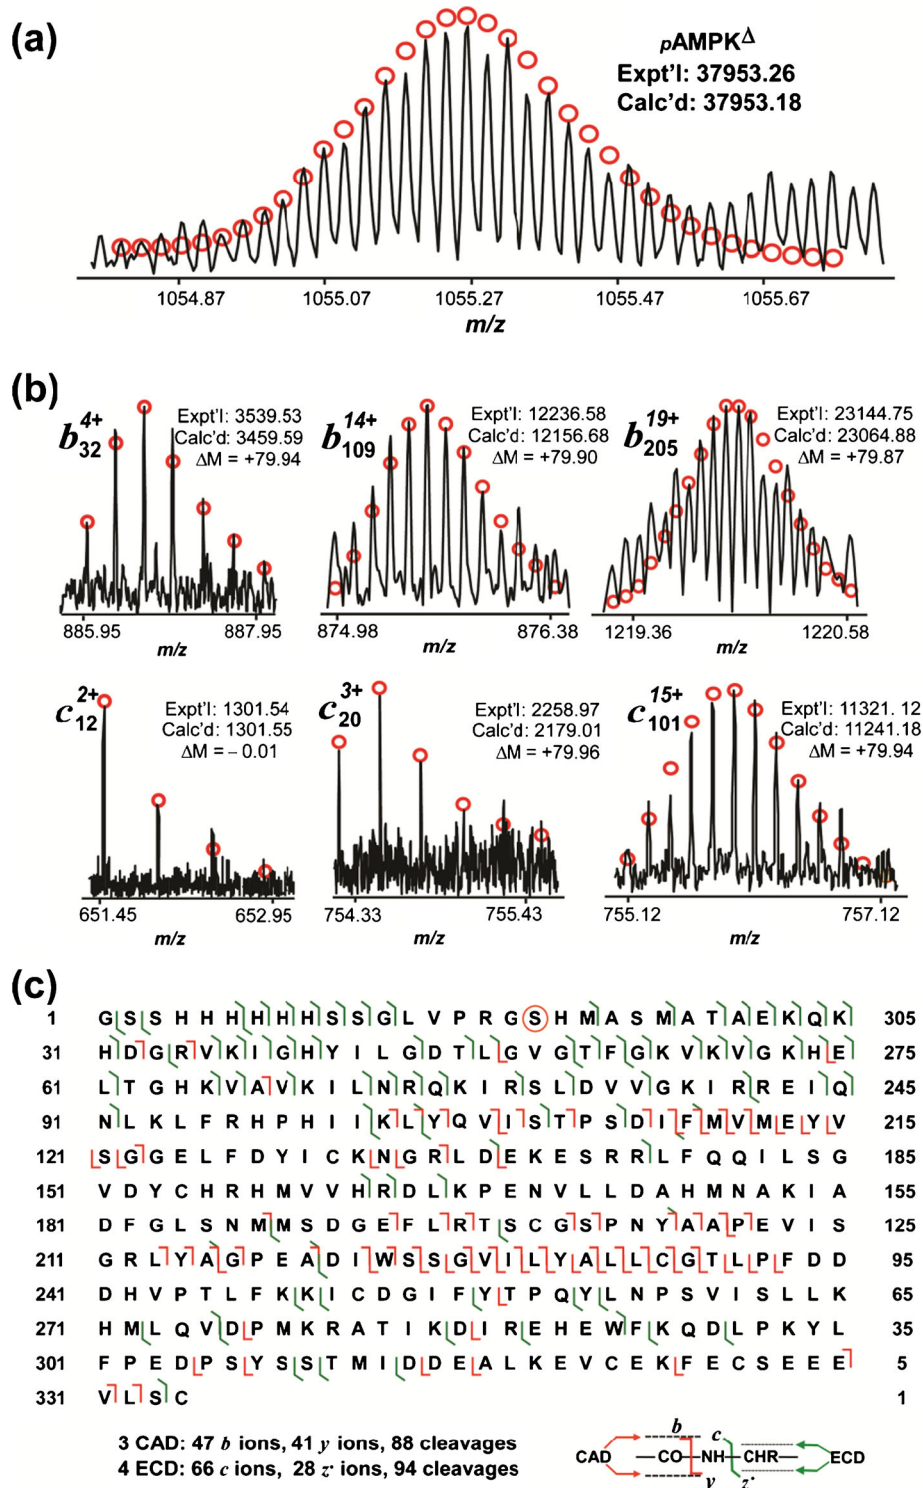 (a)
pAMPKΔ
Expt'l: 37953.26
Calc'd: 37953.18
1054.87 1055.07 1055.27 1055.47 1055.67
m/z
(b)
b 4+ 32
Expt'l: 3539.53
Calc'd: 3459.59
ΔM = +79.94
885.95 887.95
m/z
b 14+ 109
Expt'l: 12236.58
Calc'd: 12156.68
ΔM = +79.90
874.98 876.38
m/z
b 19+ 205
Expt'l: 23144.75
Calc'd: 23064.88
ΔM = +79.87
1219.36 1220.58
m/z
c 2+ 12
Expt'l: 1301.54
Calc'd: 1301.55
ΔM = – 0.01
651.45 652.95
m/z
c 3+ 20
Expt'l: 2258.97
Calc'd: 2179.01
ΔM = +79.96
754.33 755.43
m/z
c 15+ 101
Expt'l: 11321. 12
Calc'd: 11241.18
ΔM = +79.94
755.12 757.12
m/z
(c)
1 G S S H H H H H H S S G L V P R G S H M A S M A T A E K Q K 305
31 H D G R V K I G H Y I L G D T L G V G T F G K V K V G K H E 275
61 L T G H K V A V K I L N R Q K I R S L D V V G K I R R E I Q 245
91 N L K L F R H P H I I K L Y Q V I S T P S D I F M V M E Y V 215
121 S G G E L F D Y I C K N G R L D E K E S R R L F Q Q I L S G 185
151 V D Y C H R H M V V H R D L K P E N V L L D A H M N A K I A 155
181 D F G L S N M M S D G E F L R T S C G S P N Y A A P E V I S 125
211 G R L Y A G P E A D I W S S G V I L Y A L L C G T L P F D D 95
241 D H V P T L F K K I C D G I F Y T P Q Y L N P S V I S L L K 65
271 H M L Q V D P M K R A T I K D I R E H E W F K Q D L P K Y L 35
301 F P E D P S Y S S T M I D D E A L K E V C E K F E C S E E E 5
331 V L S C 1
3 CAD: 47 b ions, 41 y ions, 88 cleavages
4 ECD: 66 c ions, 28 z• ions, 94 cleavages
b c
CAD CO NH CHR ECD
y z•